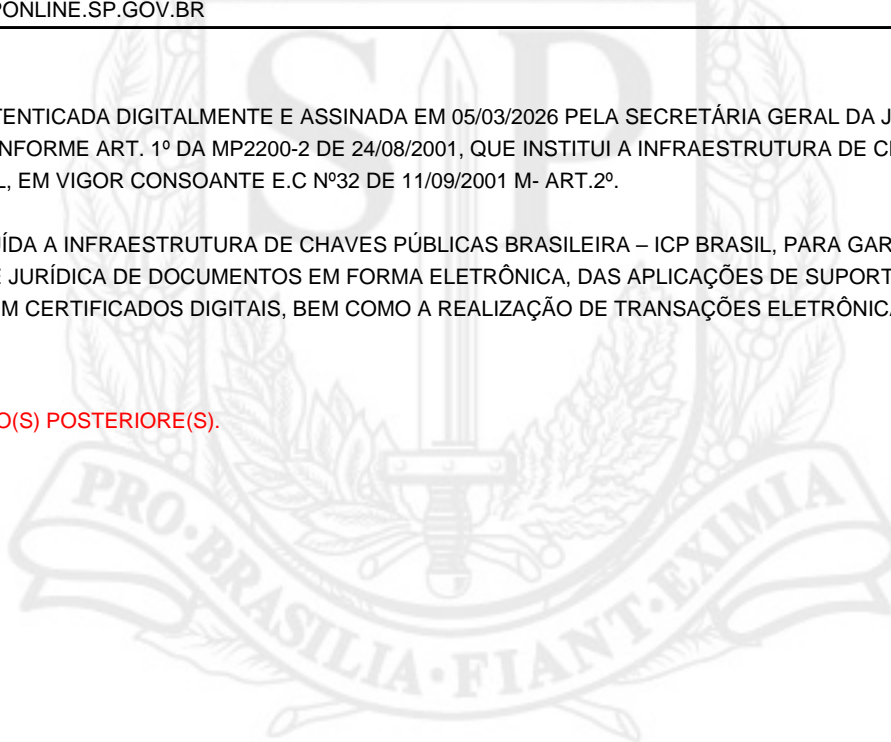 PONLINE.SP.GOV.BR
TENTICADA DIGITALMENTE E ASSINADA EM 05/03/2026 PELA SECRETÁRIA GERAL DA J
NFORME ART. 1º DA MP2200-2 DE 24/08/2001, QUE INSTITUI A INFRAESTRUTURA DE C
L, EM VIGOR CONSOANTE E.C Nº32 DE 11/09/2001 M- ART.2º.
ÍDA A INFRAESTRUTURA DE CHAVES PÚBLICAS BRASILEIRA – ICP BRASIL, PARA GAR
E JURÍDICA DE DOCUMENTOS EM FORMA ELETRÔNICA, DAS APLICAÇÕES DE SUPORT
M CERTIFICADOS DIGITAIS, BEM COMO A REALIZAÇÃO DE TRANSAÇÕES ELETRÔNICA
O(S) POSTERIORE(S).
SP
PRO·BRASILIA·FIANT·EXIMIA